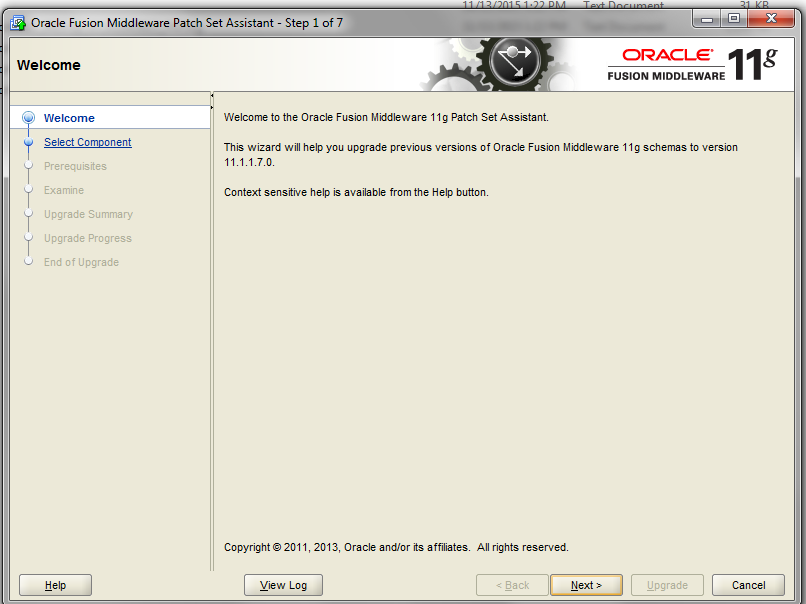 11/13/2015 1:22 PM Text Document 31 KB
Oracle Fusion Middleware Patch Set Assistant - Step 1 of 7
Welcome
ORACLE
FUSION MIDDLEWARE
11g
Welcome
Select Component
Prerequisites
Examine
Upgrade Summary
Upgrade Progress
End of Upgrade
Welcome to the Oracle Fusion Middleware 11g Patch Set Assistant.
This wizard will help you upgrade previous versions of Oracle Fusion Middleware 11g schemas to version
11.1.1.7.0.
Context sensitive help is available from the Help button.
Copyright © 2011, 2013, Oracle and/or its affiliates. All rights reserved.
Help View Log < Back Next > Upgrade Cancel